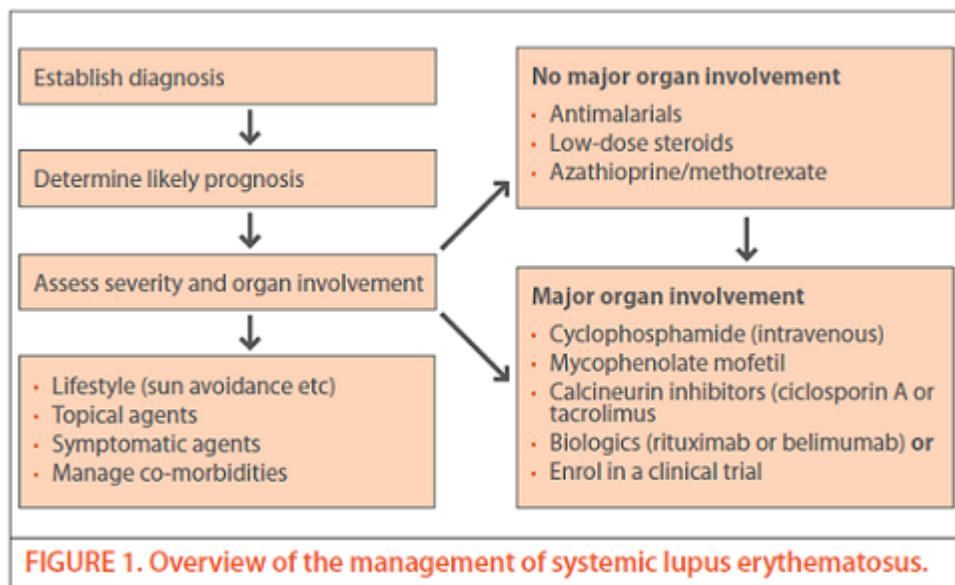 Establish diagnosis
Determine likely prognosis
Assess severity and organ involvement
• Lifestyle (sun avoidance etc)
• Topical agents
• Symptomatic agents
• Manage co-morbidities
No major organ involvement
• Antimalarials
• Low-dose steroids
• Azathioprine/methotrexate
Major organ involvement
• Cyclophosphamide (intravenous)
• Mycophenolate mofetil
• Calcineurin inhibitors (ciclosporin A or
tacrolimus
• Biologics (rituximab or belimumab) or
• Enrol in a clinical trial
FIGURE 1. Overview of the management of systemic lupus erythematosus.